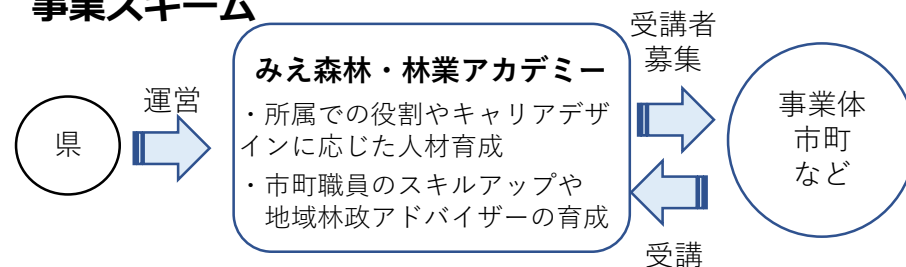 事業スキーム
県
運営
みえ森林・林業アカデミー
・所属での役割やキャリアデザ
インに応じた人材育成
・市町職員のスキルアップや
地域林政アドバイザーの育成
受講者
募集
受講
事業体
市町
など